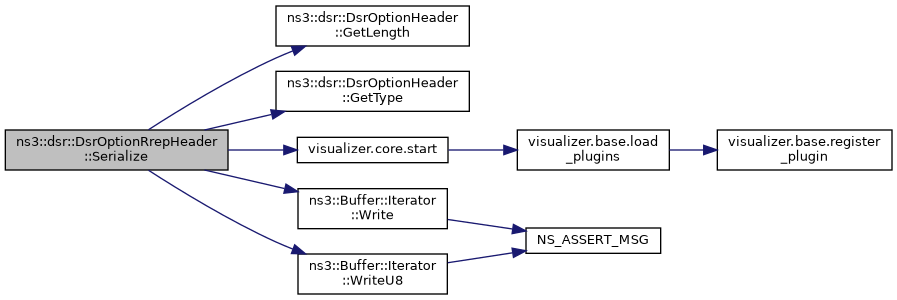 ns3::dsr::DsrOptionHeader
::GetLength
ns3::dsr::DsrOptionHeader
::GetType
ns3::dsr::DsrOptionRrepHeader
::Serialize
visualizer.core.start
visualizer.base.load
_plugins
visualizer.base.register
_plugin
ns3::Buffer::Iterator
::Write
NS_ASSERT_MSG
ns3::Buffer::Iterator
::WriteU8